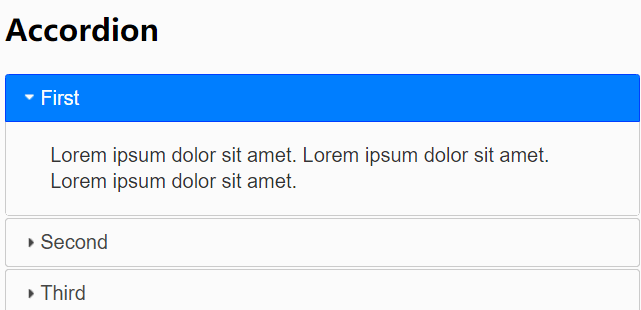 Accordion
First
Lorem ipsum dolor sit amet. Lorem ipsum dolor sit amet.
Lorem ipsum dolor sit amet.
Second
Third